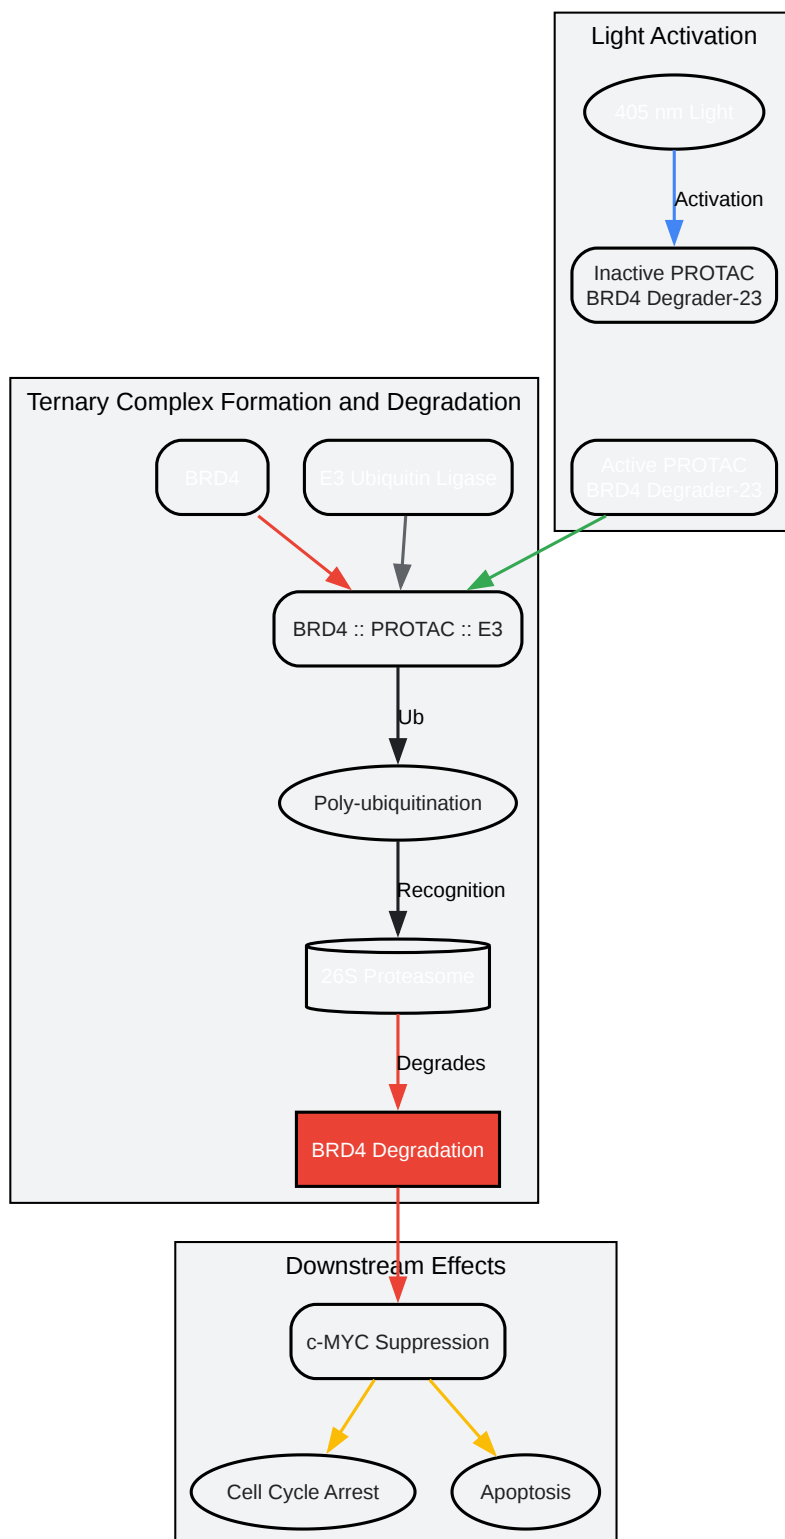 Light Activation
405 nm Light
Activation
Inactive PROTAC
BRD4 Degrader-23
Ternary Complex Formation and Degradation
BRD4
E3 Ubiquitin Ligase
Active PROTAC
BRD4 Degrader-23
BRD4 :: PROTAC :: E3
Ub
Poly-ubiquitination
Recognition
26S Proteasome
Degrades
BRD4 Degradation
Downstream Effects
c-MYC Suppression
Cell Cycle Arrest
Apoptosis